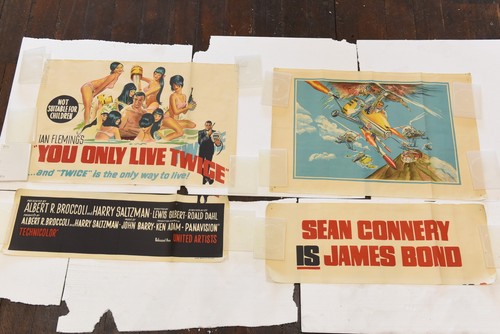 NOT
SUITABLE FOR
CHILDREN
IAN FLEMING'S
"YOU ONLY LIVE TWICE"
...and "TWICE" is the only way to live!
ALBERT R. BROCCOLI...HARRY SALTZMAN · LEWIS GILBERT · ROALD DAHL
ALBERT R. BROCCOLI...HARRY SALTZMAN · JOHN BARRY · KEN ADAM · PANAVISION®
TECHNICOLOR
UNITED ARTISTS
SEAN CONNERY
IS JAMES BOND